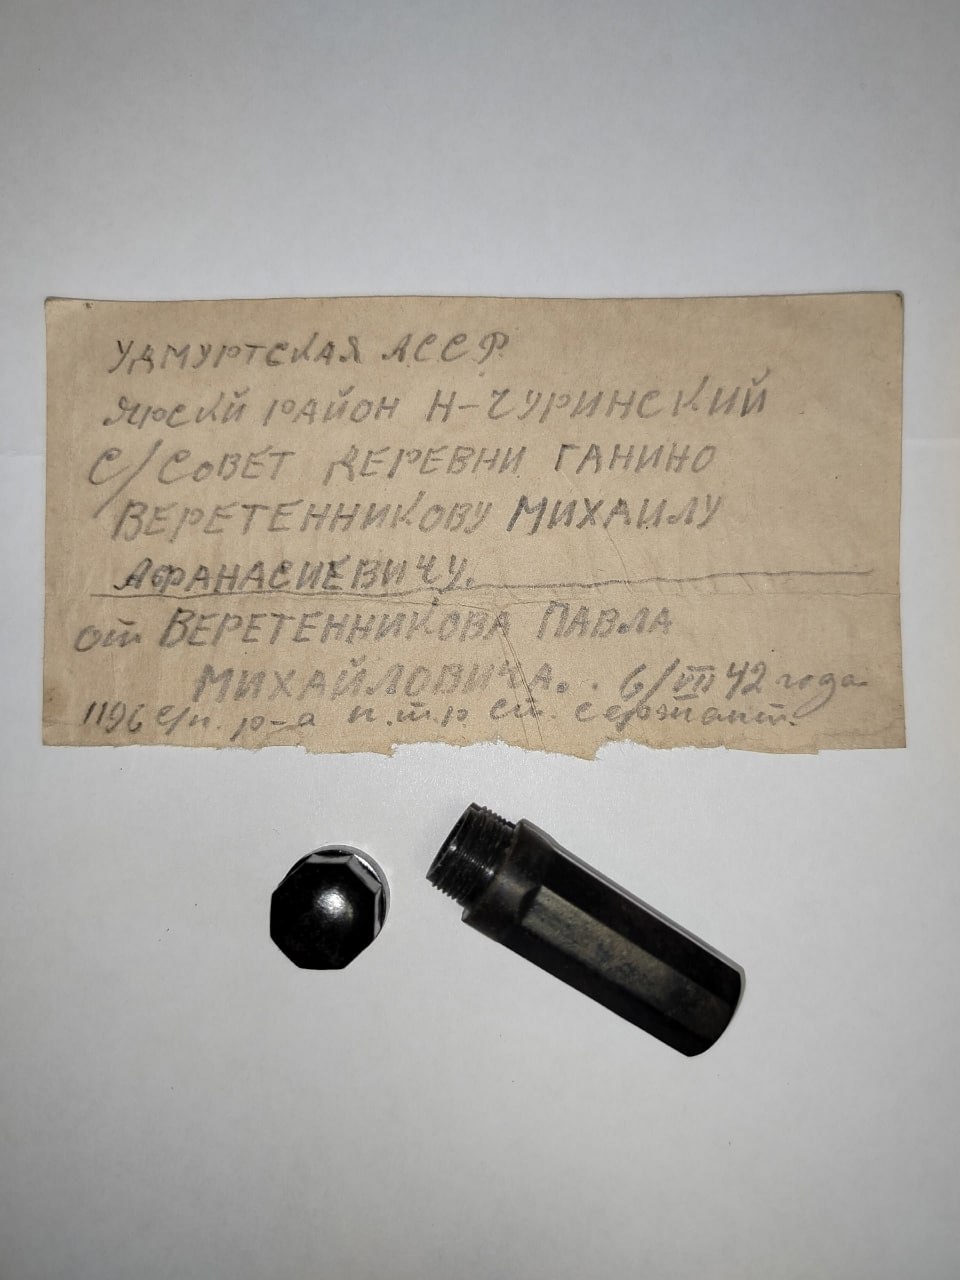 УДМУРТСКАЯ АССР
ЯРСКИЙ РАЙОН Н-ЧУРИНСКИЙ
С/СОВЕТ ДЕРЕВНИ ГАНИНО
ВЕРЕТЕННИКОВУ МИХАИЛУ
АФАНАСИЕВИЧУ.
от ВЕРЕТЕННИКОВА ПАВЛА
МИХАЙЛОВИЧА. . 6/VII 42 года
1196 с/п. р-а п.т.р ст. сержант.